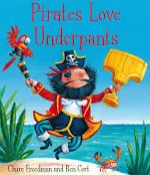 Pirates Love
Underpants
Claire Freedman and Ben Cort